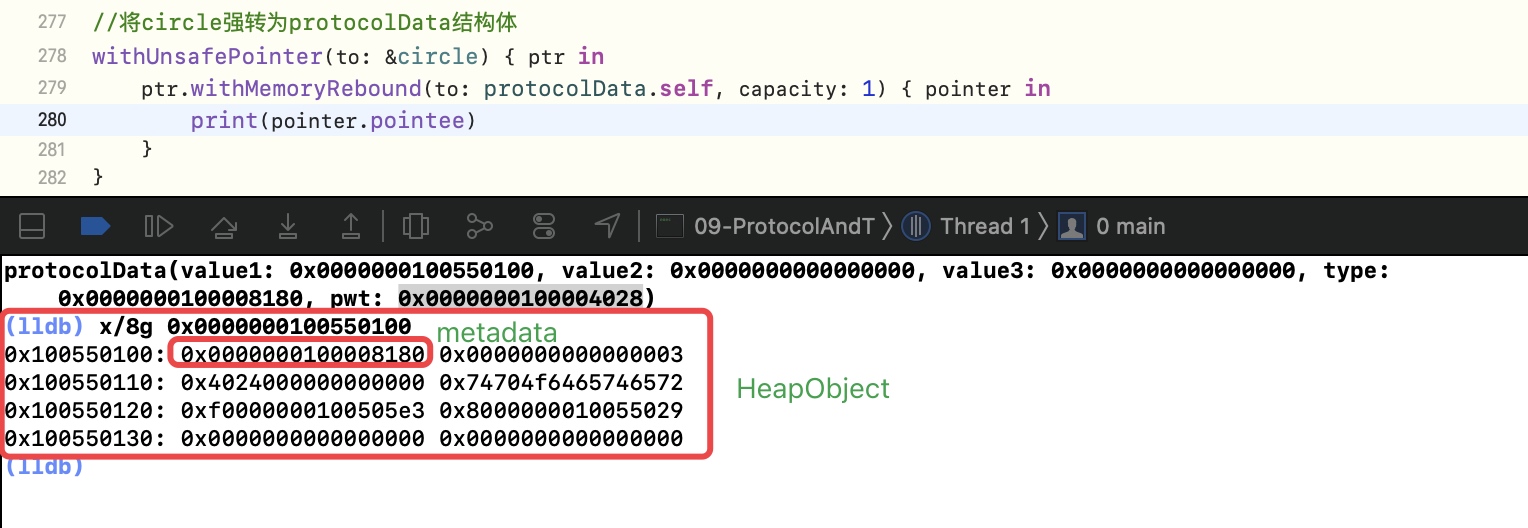 277 //将circle强转为protocolData结构体
278 withUnsafePointer(to: &circle) { ptr in
279 ptr.withMemoryRebound(to: protocolData.self, capacity: 1) { pointer in
280 print(pointer.pointee)
281 }
282 }
09-ProtocolAndT Thread 1 0 main
protocolData(value1: 0x0000000100550100, value2: 0x0000000000000000, value3: 0x0000000000000000, type:
0x0000000100008180, pwt: 0x0000000100004028)
(lldb) x/8g 0x0000000100550100
metadata
0x100550100: 0x0000000100008180 0x0000000000000003
0x100550110: 0x4024000000000000 0x74704f6465746572
HeapObject
0x100550120: 0xf0000000100505e3 0x8000000010055029
0x100550130: 0x0000000000000000 0x0000000000000000
(lldb)